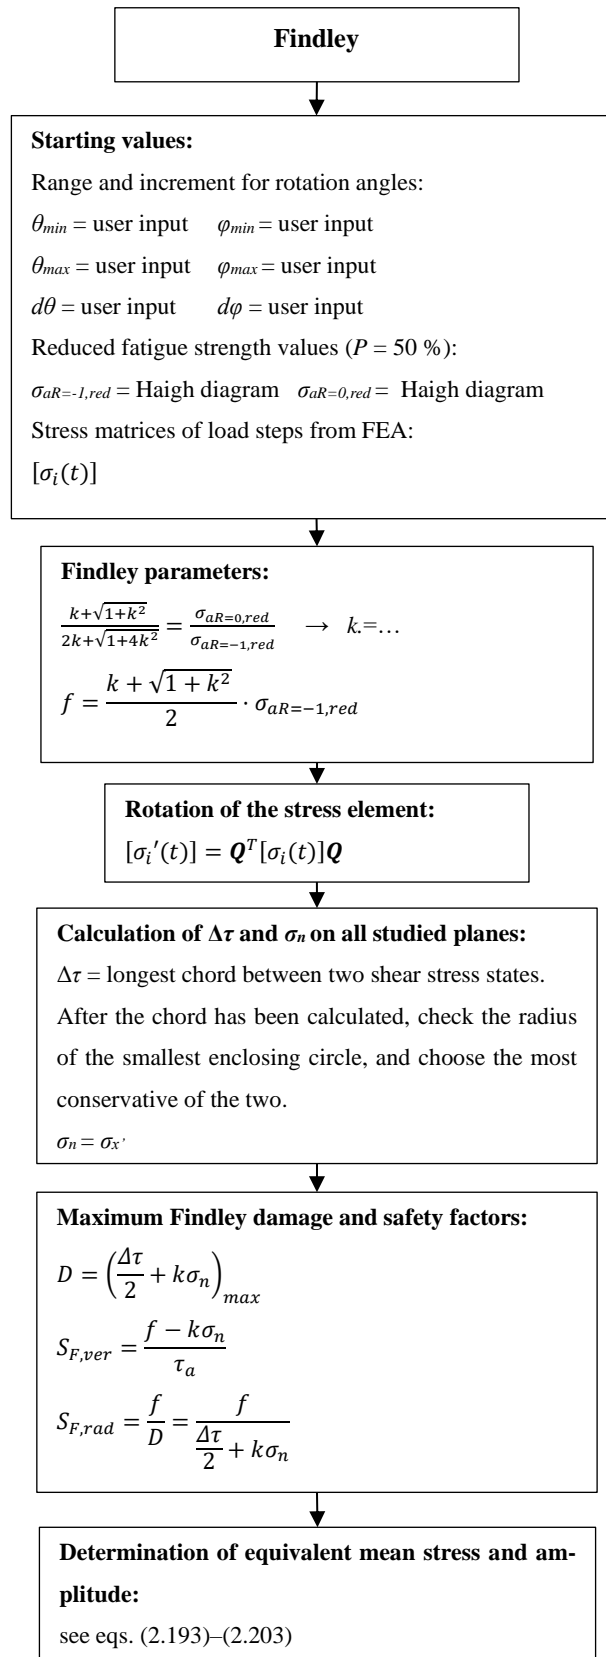 Findley
Starting values:
Range and increment for rotation angles:
θmin = user input φmin = user input
θmax = user input φmax = user input
dθ = user input dφ = user input
Reduced fatigue strength values (P = 50 %):
σaR=-1,red = Haigh diagram σaR=0,red = Haigh diagram
Stress matrices of load steps from FEA:
[σi(t)]
Findley parameters:
(k+√(1+k²))/(2k+√(1+4k²)) = σaR=0,red/σaR=−1,red → k.=…
f = (k + √(1 + k²))/2 · σaR=−1,red
Rotation of the stress element:
[σi′(t)] = Qᵀ[σi(t)]Q
Calculation of Δτ and σn on all studied planes:
Δτ = longest chord between two shear stress states.
After the chord has been calculated, check the radius
of the smallest enclosing circle, and choose the most
conservative of the two.
σn = σx'
Maximum Findley damage and safety factors:
D = (Δτ/2 + kσn)max
SF,ver = (f − kσn)/τa
SF,rad = f/D = f/(Δτ/2 + kσn)
Determination of equivalent mean stress and am-
plitude:
see eqs. (2.193)–(2.203)